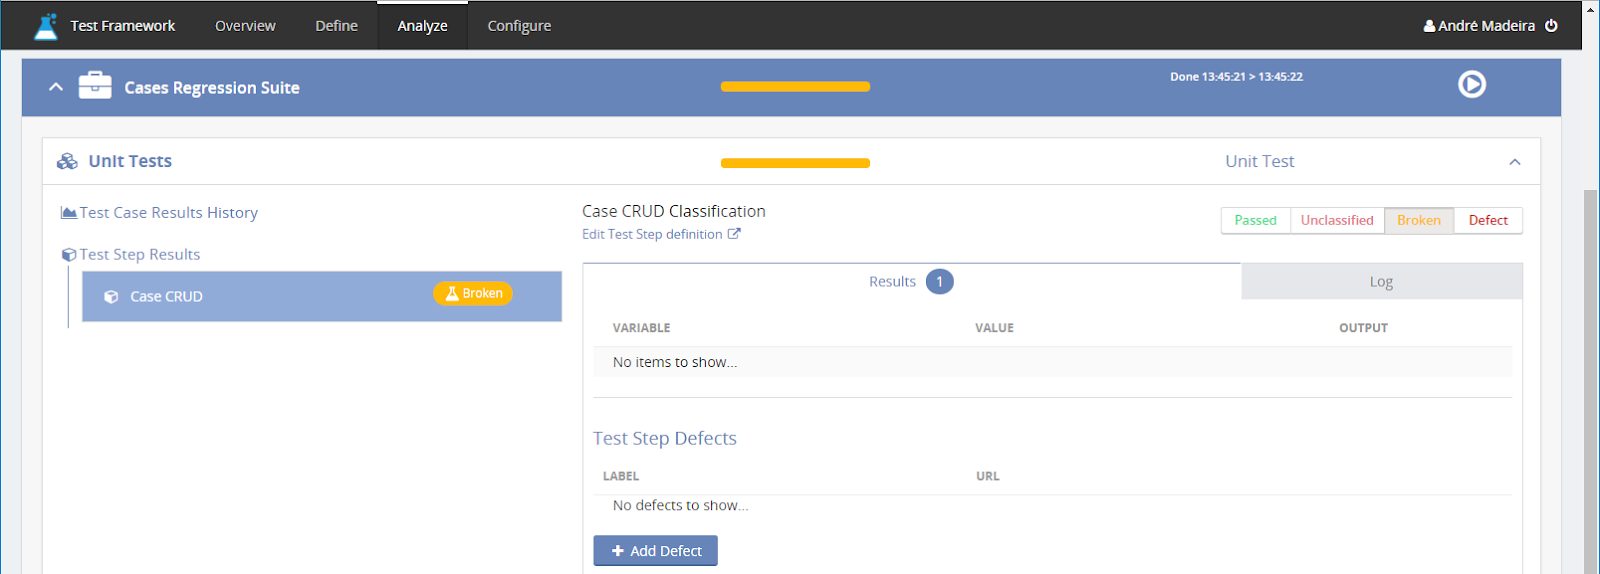 Test Framework Overview Define Analyze Configure André Madeira
Cases Regression Suite Done 13:45:21 > 13:45:22
Unit Tests Unit Test
Test Case Results History
Case CRUD Classification
Edit Test Step definition
Passed Unclassified Broken Defect
Test Step Results
Case CRUD Broken
Results 1 Log
VARIABLE VALUE OUTPUT
No items to show...
Test Step Defects
LABEL URL
No defects to show...
Add Defect